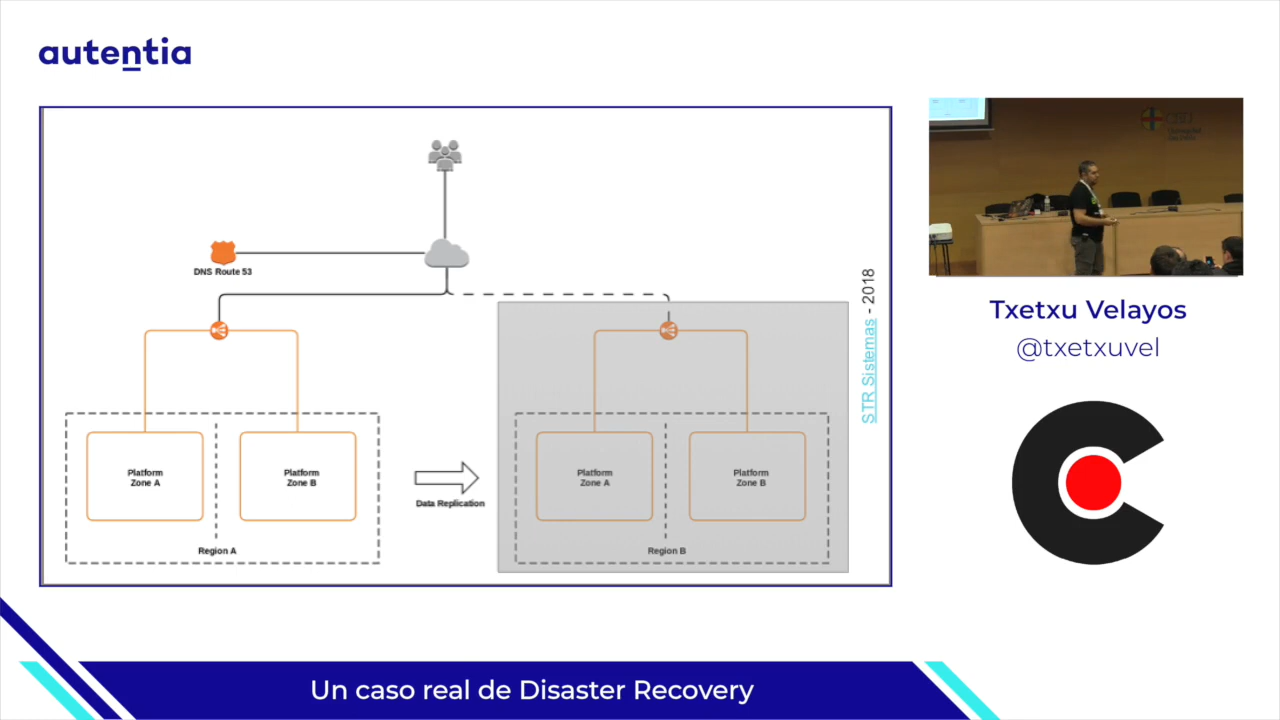 autentia
DNS Route 53
Platform
Zone A
Platform
Zone B
Region A
Data Replication
Platform
Zone A
Platform
Zone B
Region B
STR Sistemas - 2018
CEU
Txetxu Velayos
@txetxuvel
Un caso real de Disaster Recovery